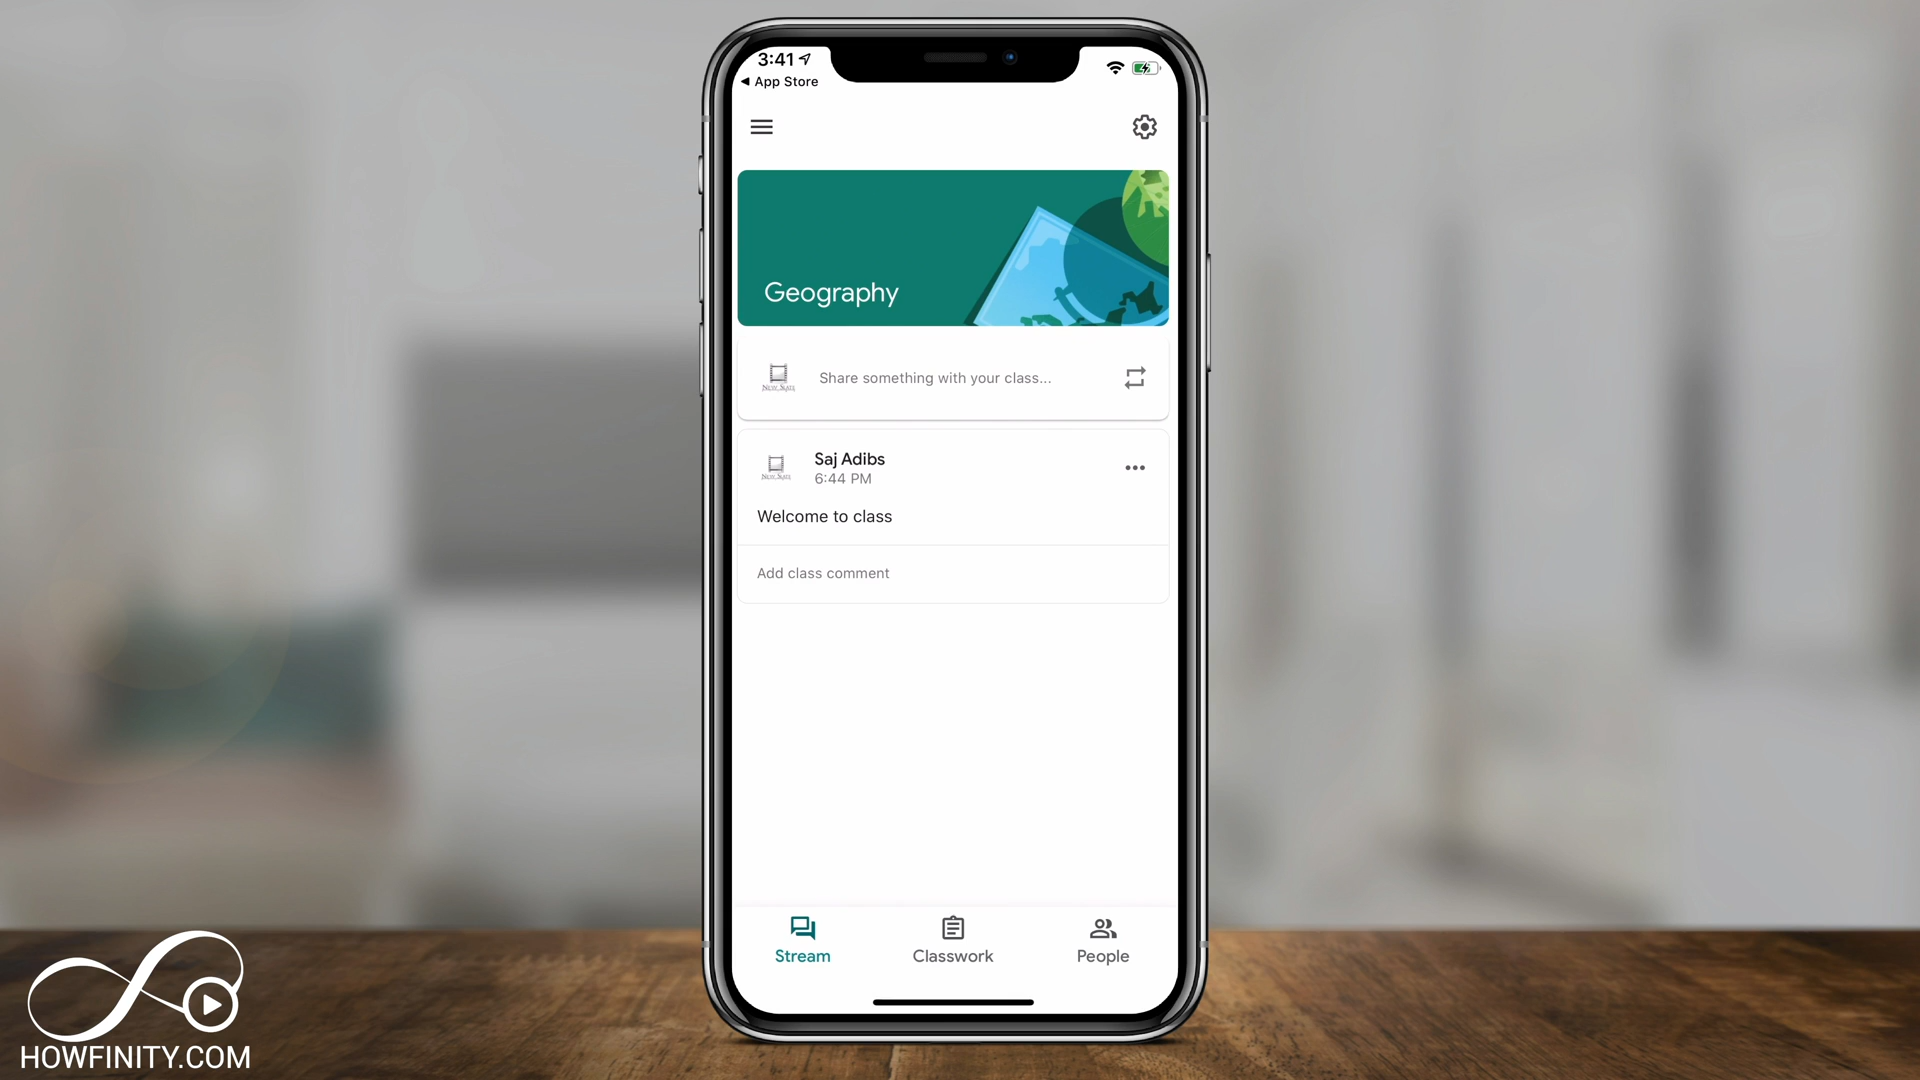 3:41
App Store
Geography
Share something with your class...
Saj Adibs
6:44 PM
Welcome to class
Add class comment
Stream
Classwork
People
HOWFINITY.COM